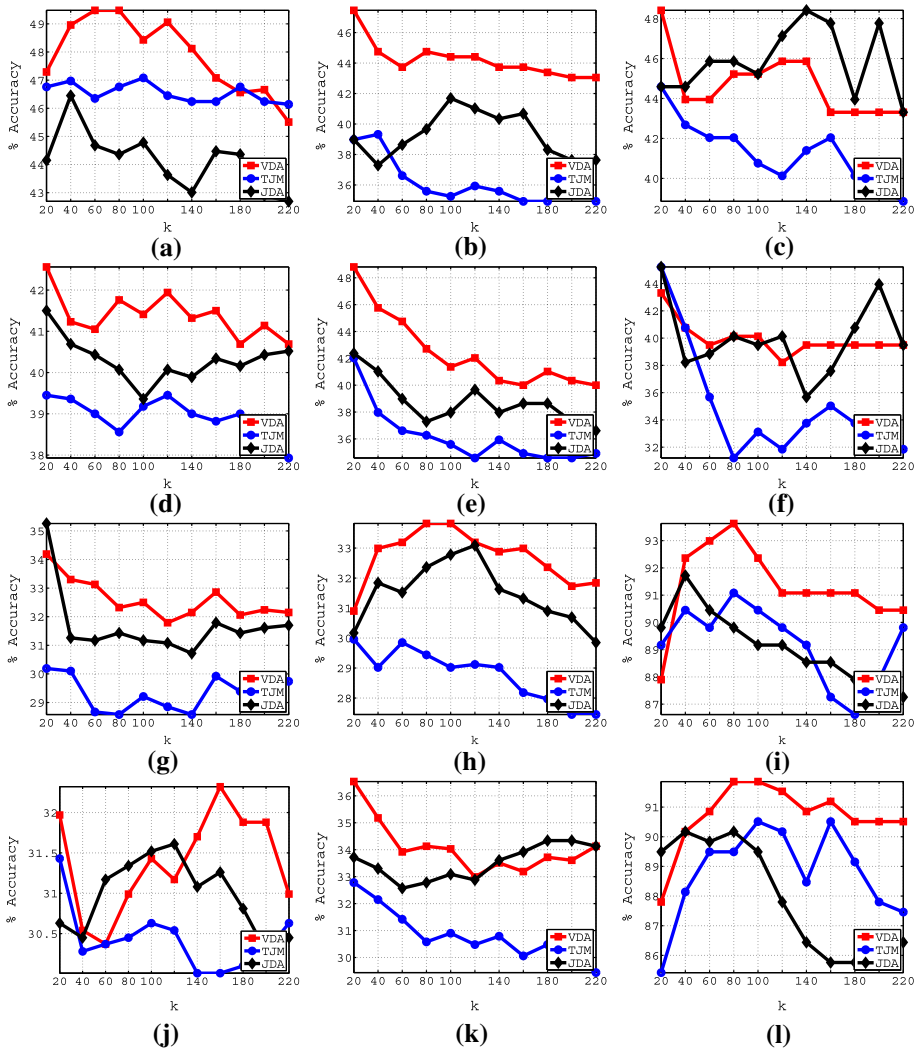 % Accuracy
49
48
47
46
45
44
43
20 40 60 80 100 140 180 220
k
VDA
TJM
JDA
(a)
% Accuracy
46
44
42
40
38
36
20 40 60 80 100 140 180 220
k
VDA
TJM
JDA
(b)
% Accuracy
48
46
44
42
40
20 40 60 80 100 140 180 220
k
VDA
TJM
JDA
(c)
% Accuracy
42
41
40
39
38
20 40 60 80 100 140 180 220
k
VDA
TJM
JDA
(d)
% Accuracy
48
46
44
42
40
38
36
20 40 60 80 100 140 180 220
k
VDA
TJM
JDA
(e)
% Accuracy
44
42
40
38
36
34
32
20 40 60 80 100 140 180 220
k
VDA
TJM
JDA
(f)
% Accuracy
35
34
33
32
31
30
29
20 40 60 80 100 140 180 220
k
VDA
TJM
JDA
(g)
% Accuracy
33
32
31
30
29
28
20 40 60 80 100 140 180 220
k
VDA
TJM
JDA
(h)
% Accuracy
93
92
91
90
89
88
87
20 40 60 80 100 140 180 220
k
VDA
TJM
JDA
(i)
% Accuracy
32
31.5
31
30.5
20 40 60 80 100 140 180 220
k
VDA
TJM
JDA
(j)
% Accuracy
36
35
34
33
32
31
30
20 40 60 80 100 140 180 220
k
VDA
TJM
JDA
(k)
% Accuracy
91
90
89
88
87
86
20 40 60 80 100 140 180 220
k
VDA
TJM
JDA
(l)